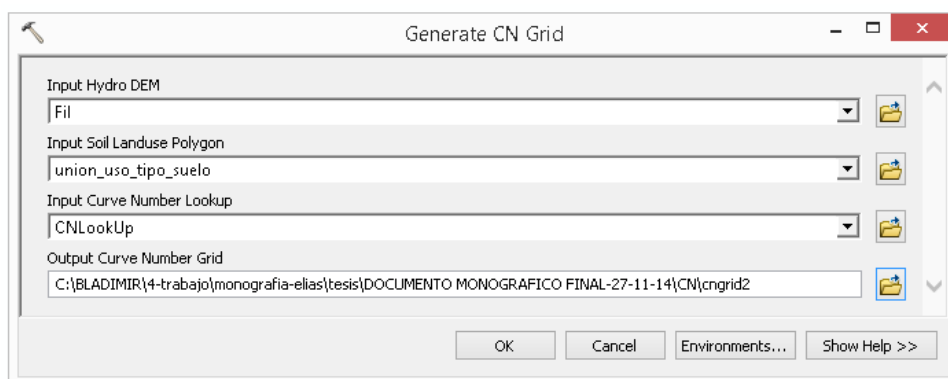 Generate CN Grid
Input Hydro DEM
Fil
Input Soil Landuse Polygon
union_uso_tipo_suelo
Input Curve Number Lookup
CNLookUp
Output Curve Number Grid
C:\BLADIMIR\4-trabajo\monografia-elias\tesis\DOCUMENTO MONOGRAFICO FINAL-27-11-14\CN\cngrid2
OK Cancel Environments... Show Help >>